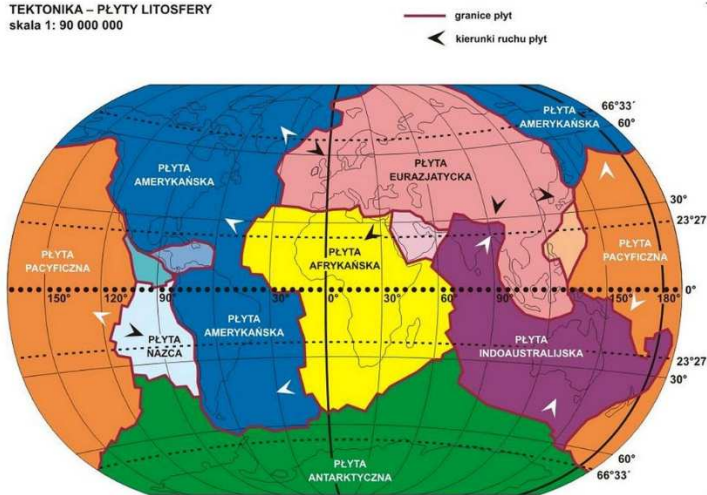 TEKTONIKA – PŁYTY LITOSFERY
skala 1: 90 000 000
granice płyt
kierunki ruchu płyt
66°33´
60°
PŁYTA
AMERYKAŃSKA
PŁYTA
EURAZJATYCKA
PŁYTA
AMERYKAŃSKA
30°
23°27
PŁYTA
PACYFICZNA
PŁYTA
AFRYKAŃSKA
PŁYTA
PACYFICZNA
150°
120°
90°
0°
30°
90°
150°
180°
0°
PŁYTA
NAZCA
PŁYTA
AMERYKAŃSKA
PŁYTA
INDOAUSTRALIJSKA
23°27
30°
PŁYTA
ANTARKTYCZNA
60°
66°33´